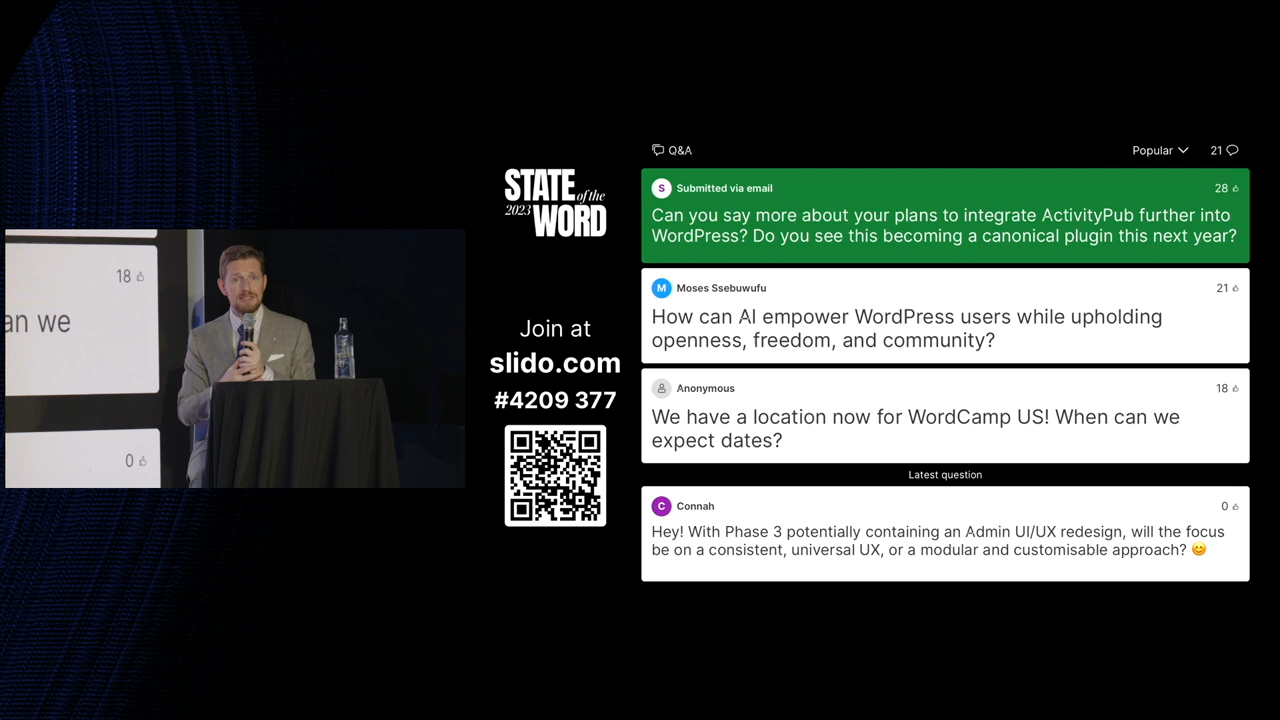 18
an we
0
STATE of the
2023 WORD
Join at
slido.com
#4209 377
Q&A
Popular
21
S Submitted via email 28
Can you say more about your plans to integrate ActivityPub further into
WordPress? Do you see this becoming a canonical plugin this next year?
M Moses Ssebuwufu 21
How can AI empower WordPress users while upholding
openness, freedom, and community?
Anonymous 18
We have a location now for WordCamp US! When can we
expect dates?
Latest question
C Connah 0
Hey! With Phase 3 potentially containing an Admin UI/UX redesign, will the focus
be on a consistent, universal UX, or a modular and customisable approach? 😊